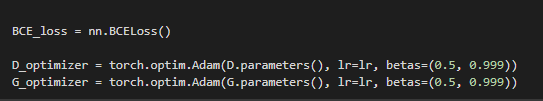 BCE_loss = nn.BCELoss()
D_optimizer = torch.optim.Adam(D.parameters(), lr=lr, betas=(0.5, 0.999))
G_optimizer = torch.optim.Adam(G.parameters(), lr=lr, betas=(0.5, 0.999))